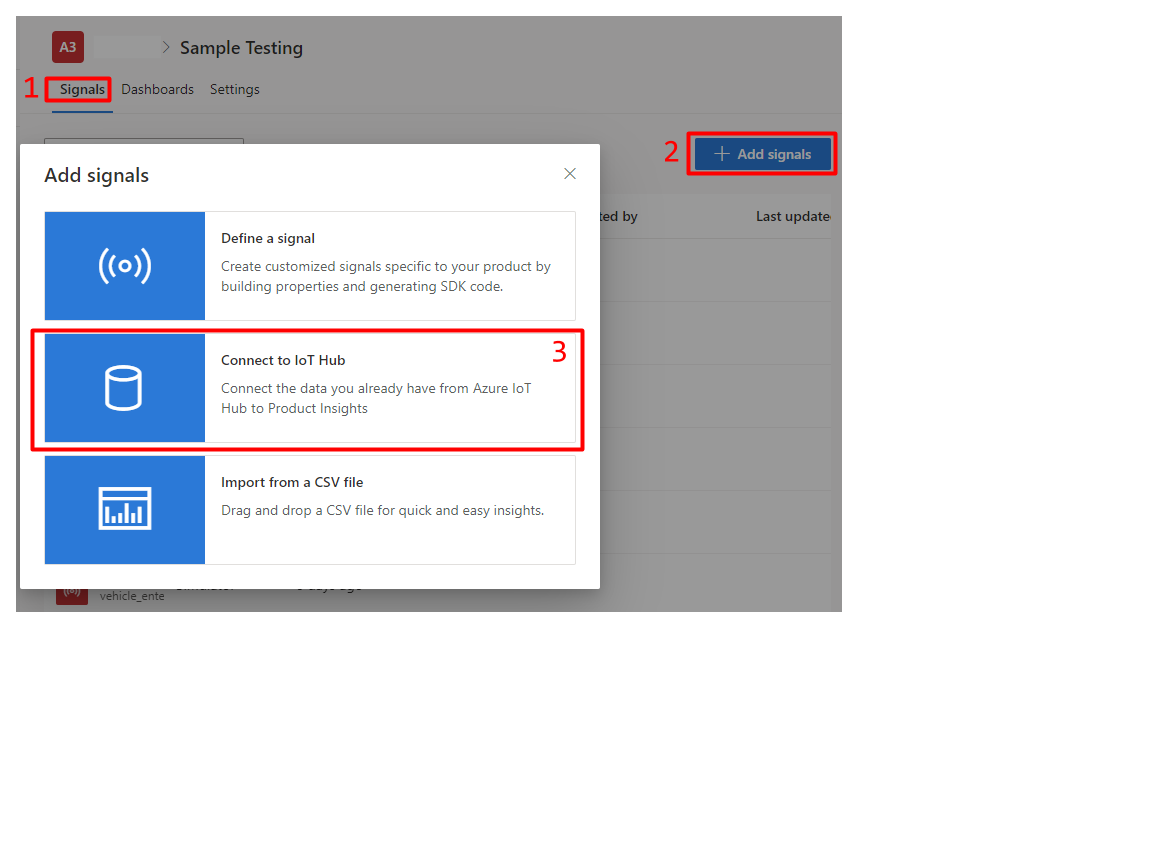 A3 Sample Testing
1 Signals Dashboards Settings
2 Add signals
Add signals
ted by Last update
Define a signal
Create customized signals specific to your product by
building properties and generating SDK code.
3
Connect to IoT Hub
Connect the data you already have from Azure IoT
Hub to Product Insights
Import from a CSV file
Drag and drop a CSV file for quick and easy insights.
vehicle_ente